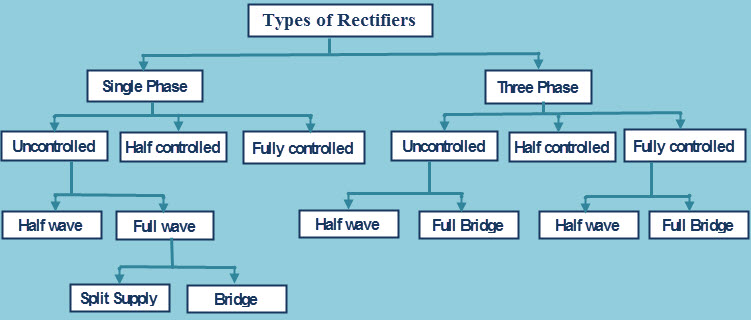 Types of Rectifiers
Single Phase
Three Phase
Uncontrolled
Half controlled
Fully controlled
Uncontrolled
Half controlled
Fully controlled
Half wave
Full wave
Half wave
Full Bridge
Half wave
Full Bridge
Split Supply
Bridge